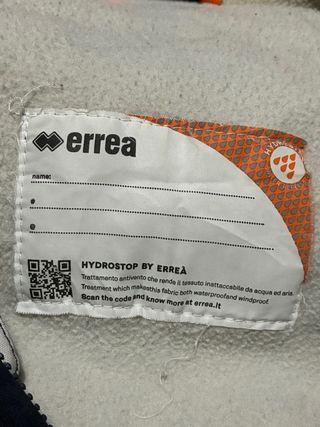 errea
name:
#
@
HYDROSTOP BY ERREÀ
Trattamento antivento che rende il tessuto inattaccabile da acqua ed aria.
Treatment which makesthis fabric both waterproofand windproof.
Scan the code and know more at errea.it